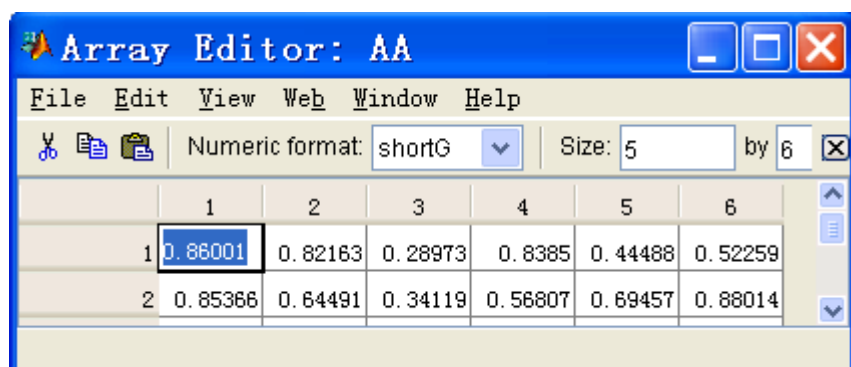 Array Editor: AA
File Edit View Web Window Help
Numeric format: shortG Size: 5 by 6
1 2 3 4 5 6
1 0.86001 0.82163 0.28973 0.8385 0.44488 0.52259
2 0.85366 0.64491 0.34119 0.56807 0.69457 0.88014